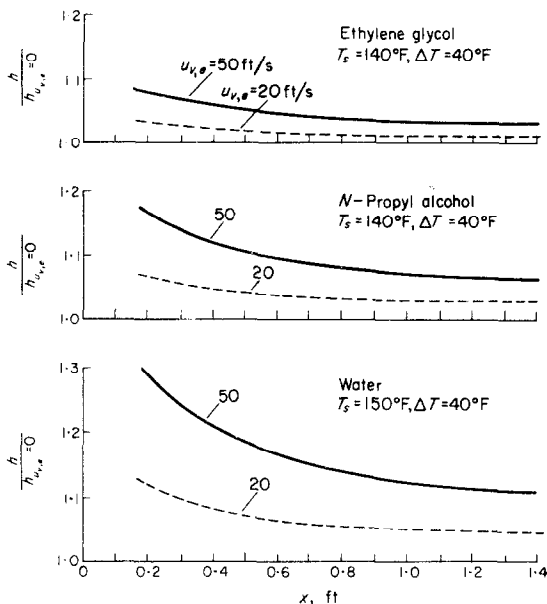 Ethylene glycol
T_s = 140°F, ΔT = 40°F
h / h_{u_{v,e}=0}
u_{v,e} = 50 ft/s
u_{v,e} = 20 ft/s
1·2
1·1
1·0
N-Propyl alcohol
T_s = 140°F, ΔT = 40°F
h / h_{u_{v,e}=0}
50
20
1·2
1·1
1·0
Water
T_s = 150°F, ΔT = 40°F
h / h_{u_{v,e}=0}
50
20
1·3
1·2
1·1
1·0
0 0·2 0·4 0·6 0·8 1·0 1·2 1·4
x, ft